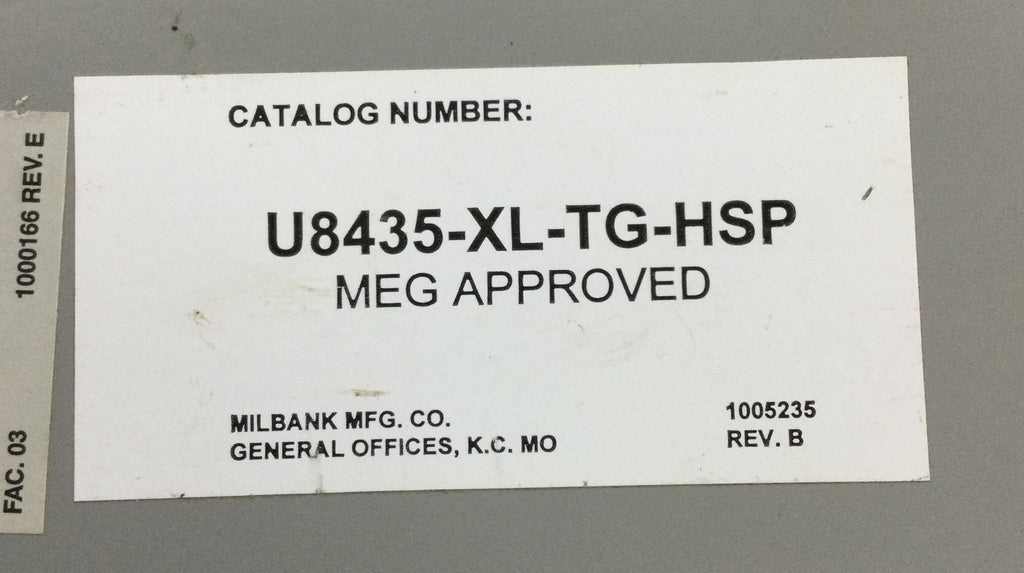 CATALOG NUMBER:
U8435-XL-TG-HSP
MEG APPROVED
MILBANK MFG. CO.
GENERAL OFFICES, K.C. MO
1005235
REV. B
FAC. 03
1000166 REV. E